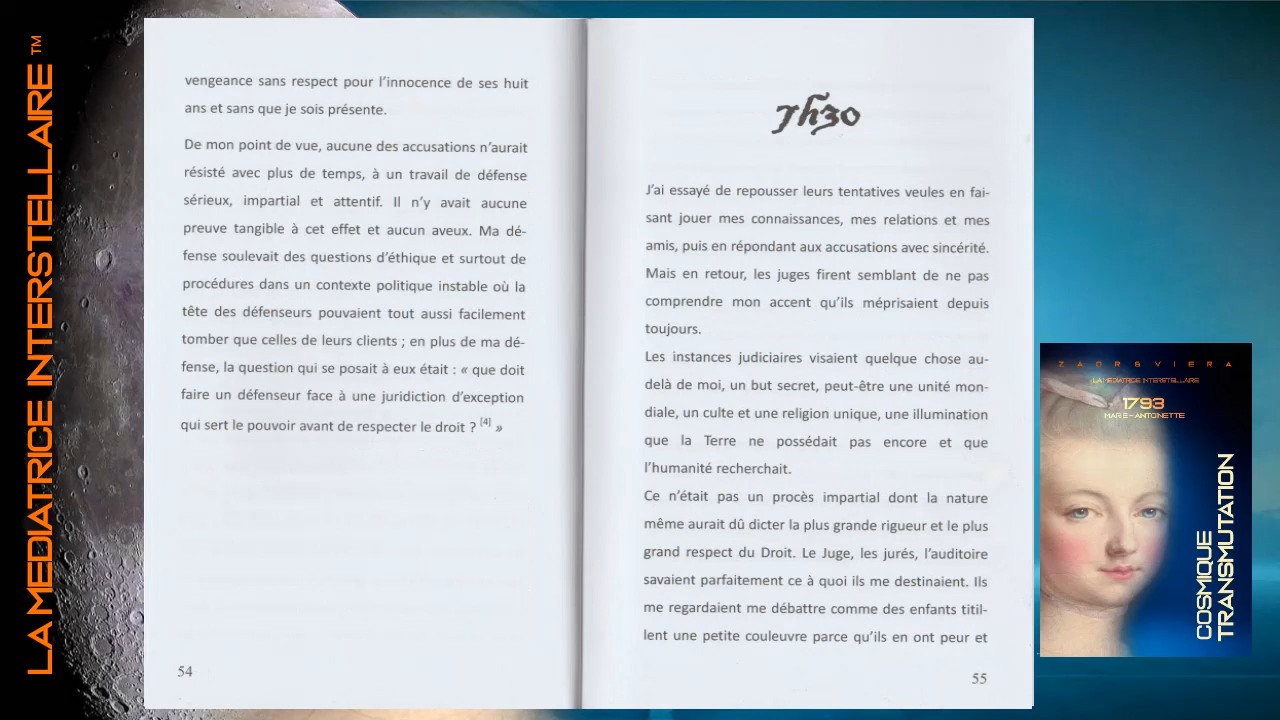 LA MEDIATRICE INTERSTELLAIRE ™
vengeance sans respect pour l’innocence de ses huit
ans et sans que je sois présente.
De mon point de vue, aucune des accusations n’aurait
résisté avec plus de temps, à un travail de défense
sérieux, impartial et attentif. Il n’y avait aucune
preuve tangible à cet effet et aucun aveux. Ma dé-
fense soulevait des questions d’éthique et surtout de
procédures dans un contexte politique instable où la
tête des défenseurs pouvaient tout aussi facilement
tomber que celles de leurs clients ; en plus de ma dé-
fense, la question qui se posait à eux était : « que doit
faire un défenseur face à une juridiction d’exception
qui sert le pouvoir avant de respecter le droit ? [4] »
54
7h30
J’ai essayé de repousser leurs tentatives veules en fai-
sant jouer mes connaissances, mes relations et mes
amis, puis en répondant aux accusations avec sincérité.
Mais en retour, les juges firent semblant de ne pas
comprendre mon accent qu’ils méprisaient depuis
toujours.
Les instances judiciaires visaient quelque chose au-
delà de moi, un but secret, peut-être une unité mon-
diale, un culte et une religion unique, une illumination
que la Terre ne possédait pas encore et que
l’humanité recherchait.
Ce n’était pas un procès impartial dont la nature
même aurait dû dicter la plus grande rigueur et le plus
grand respect du Droit. Le Juge, les jurés, l’auditoire
savaient parfaitement ce à quoi ils me destinaient. Ils
me regardaient me débattre comme des enfants titil-
lent une petite couleuvre parce qu’ils en ont peur et
55
ZADR&VIERA
LA MEDIATRICE INTERSTELLAIRE
1793
MARIE-ANTOINETTE
COSMIQUE
TRANSMUTATION